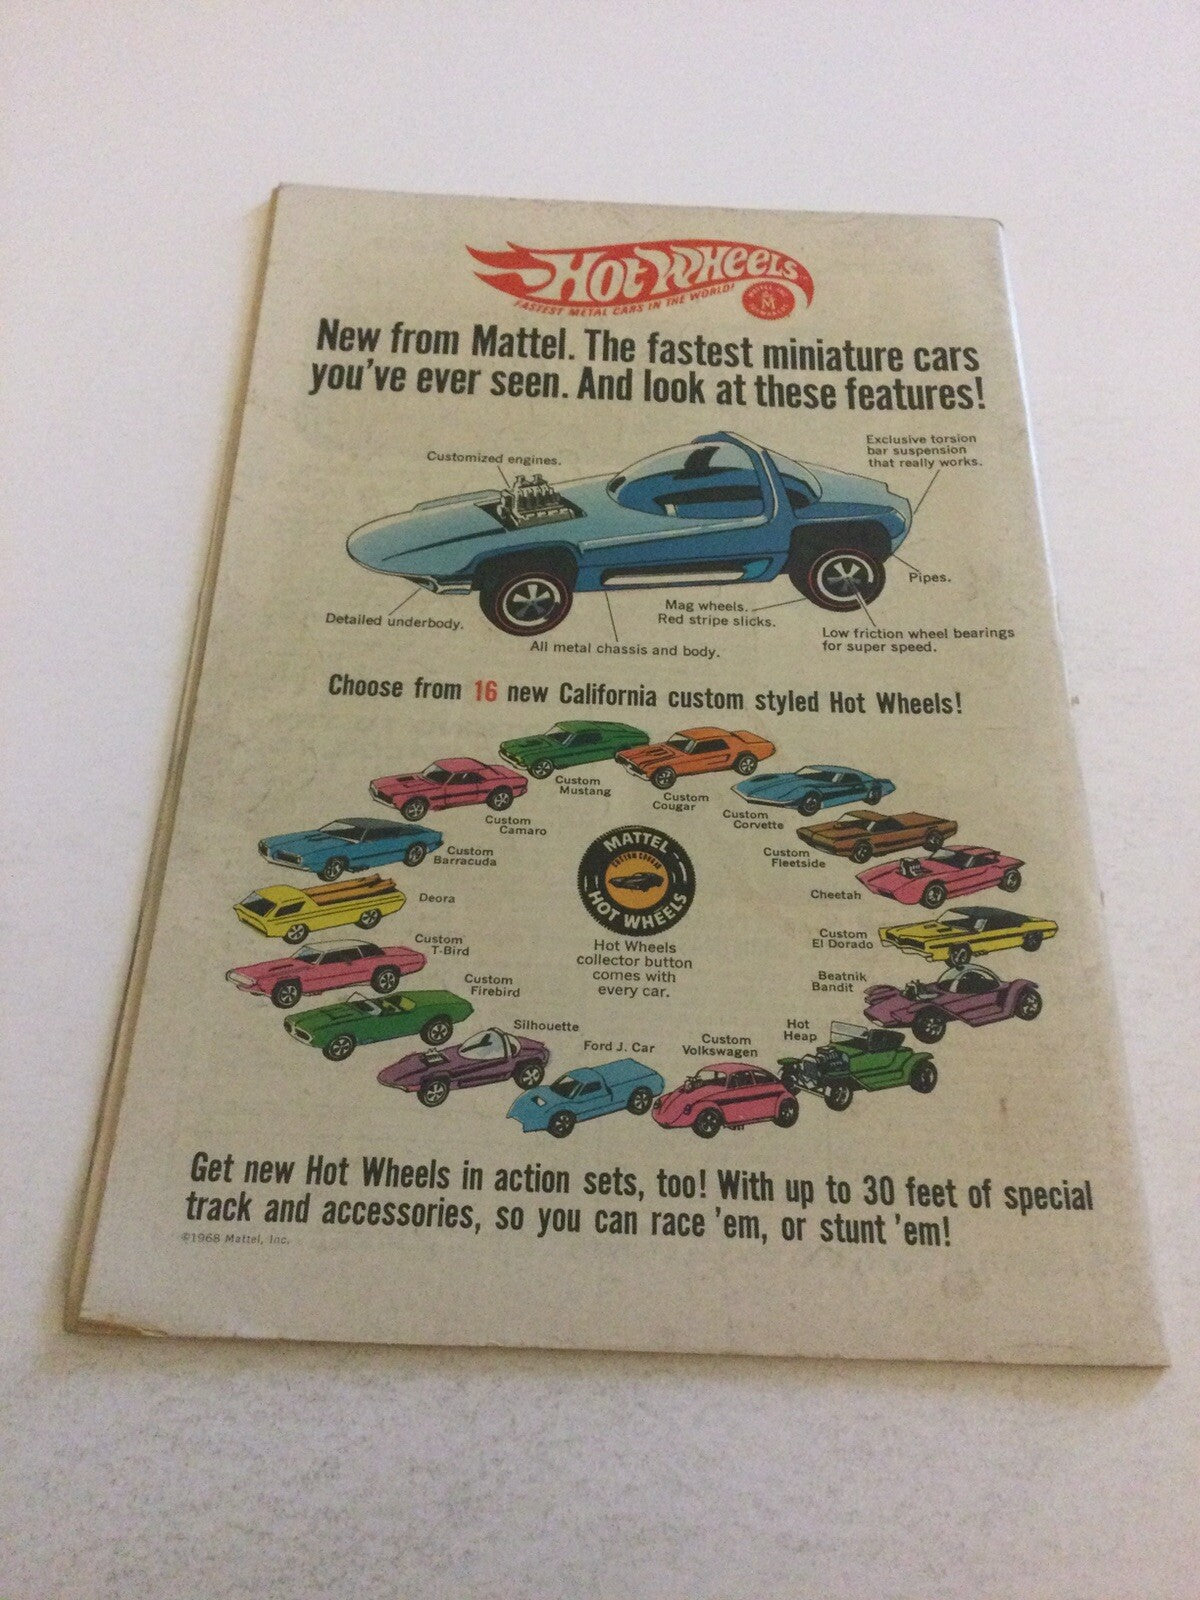 Hot Wheels
FASTEST METAL CARS IN THE WORLD!
New from Mattel. The fastest miniature cars
you've ever seen. And look at these features!
Customized engines.
Exclusive torsion
bar suspension
that really works.
Pipes.
Detailed underbody.
Mag wheels.
Red stripe slicks.
Low friction wheel bearings
for super speed.
All metal chassis and body.
Choose from 16 new California custom styled Hot Wheels!
Custom
Mustang
Custom
Cougar
Custom
Camaro
Custom
Corvette
Custom
Barracuda
Custom
Fleetside
Deora
Cheetah
Custom
T-Bird
Custom
El Dorado
Custom
Firebird
Beatnik
Bandit
Silhouette
Ford J. Car
Custom
Volkswagen
Hot
Heap
MATTEL
CUSTOM COUGAR
HOT WHEELS
Hot Wheels
collector button
comes with
every car.
Get new Hot Wheels in action sets, too! With up to 30 feet of special
track and accessories, so you can race 'em, or stunt 'em!
©1968 Mattel, Inc.